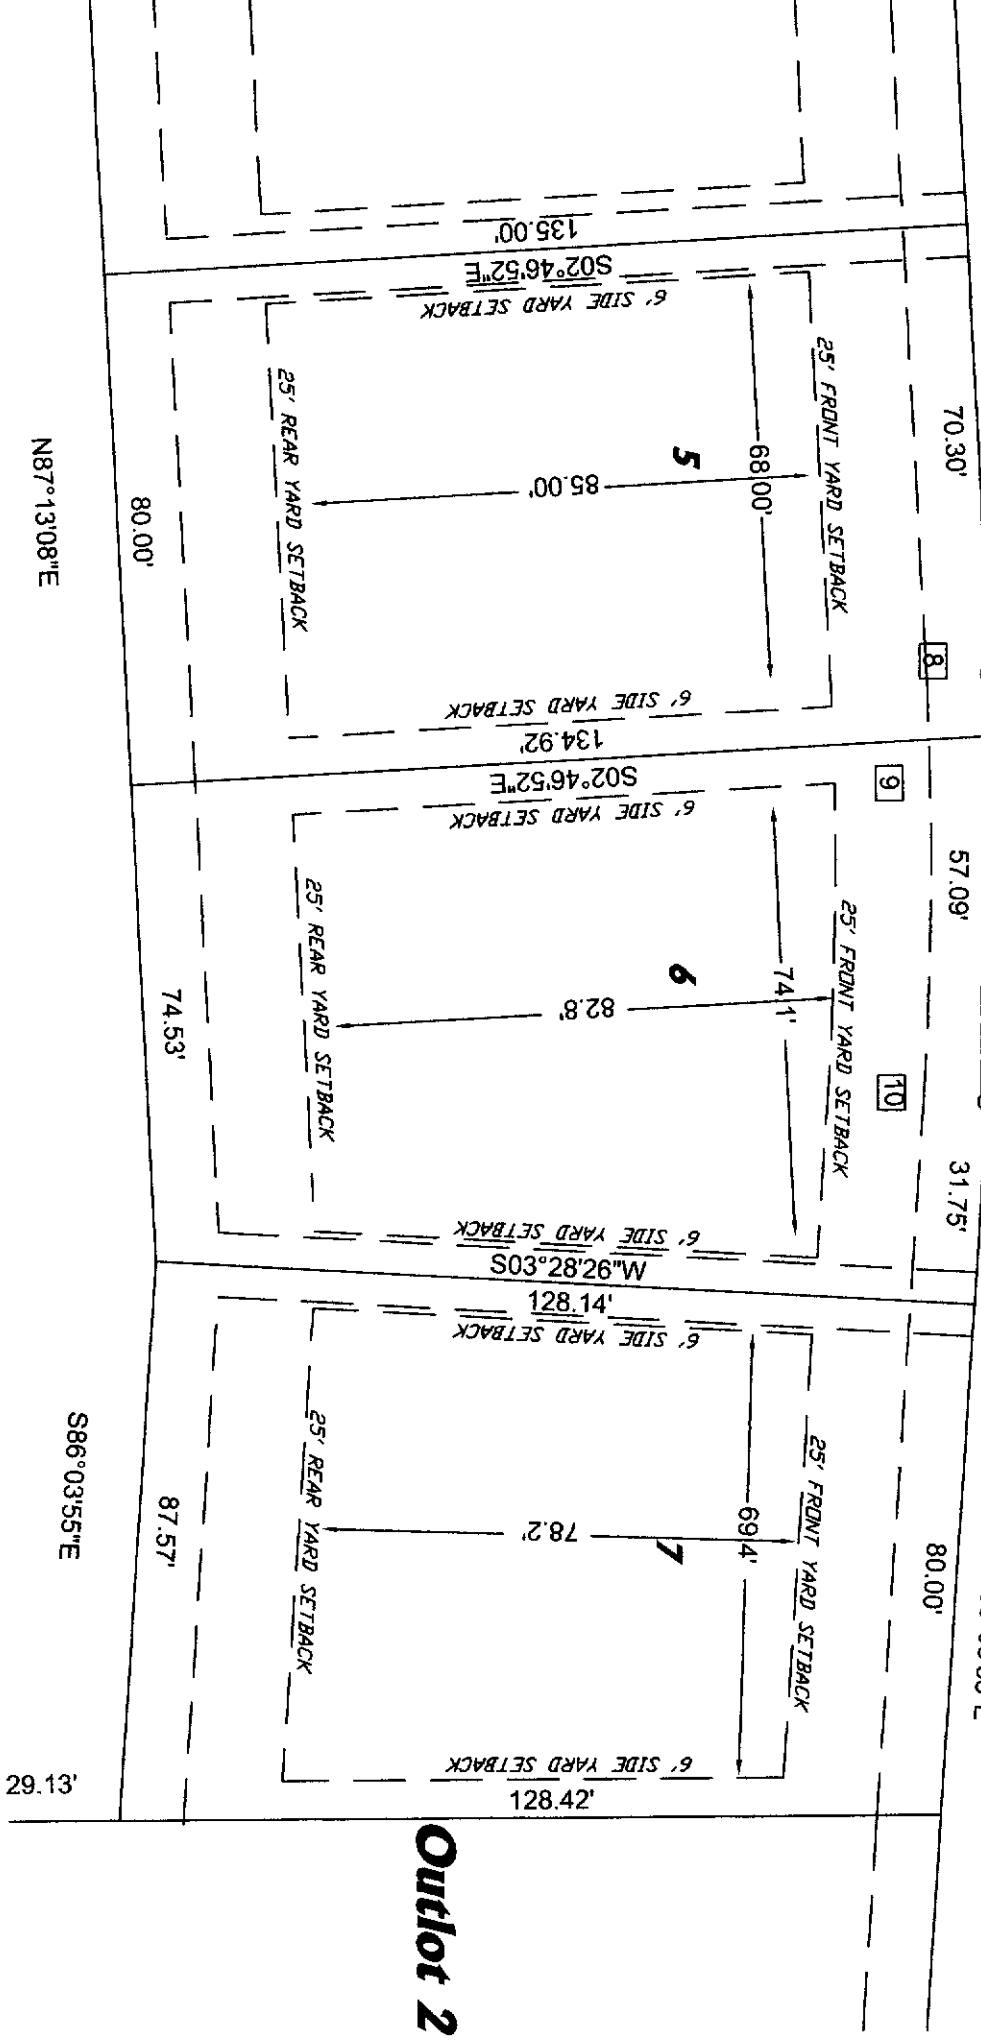 135.00'
S02°46'52"E
6' SIDE YARD SETBACK
25' FRONT YARD SETBACK
70.30'
68.00'
5
85.00'
25' REAR YARD SETBACK
80.00'
N87°13'08"E
8
6' SIDE YARD SETBACK
134.92'
S02°46'52"E
6' SIDE YARD SETBACK
9
57.09'
25' FRONT YARD SETBACK
74.1'
6
82.8'
25' REAR YARD SETBACK
74.53'
10
31.75'
6' SIDE YARD SETBACK
S03°28'26"W
128.14'
6' SIDE YARD SETBACK
25' FRONT YARD SETBACK
80.00'
69.4'
7
78.2'
25' REAR YARD SETBACK
87.57'
S86°03'55"E
6' SIDE YARD SETBACK
128.42'
29.13'
Outlot 2